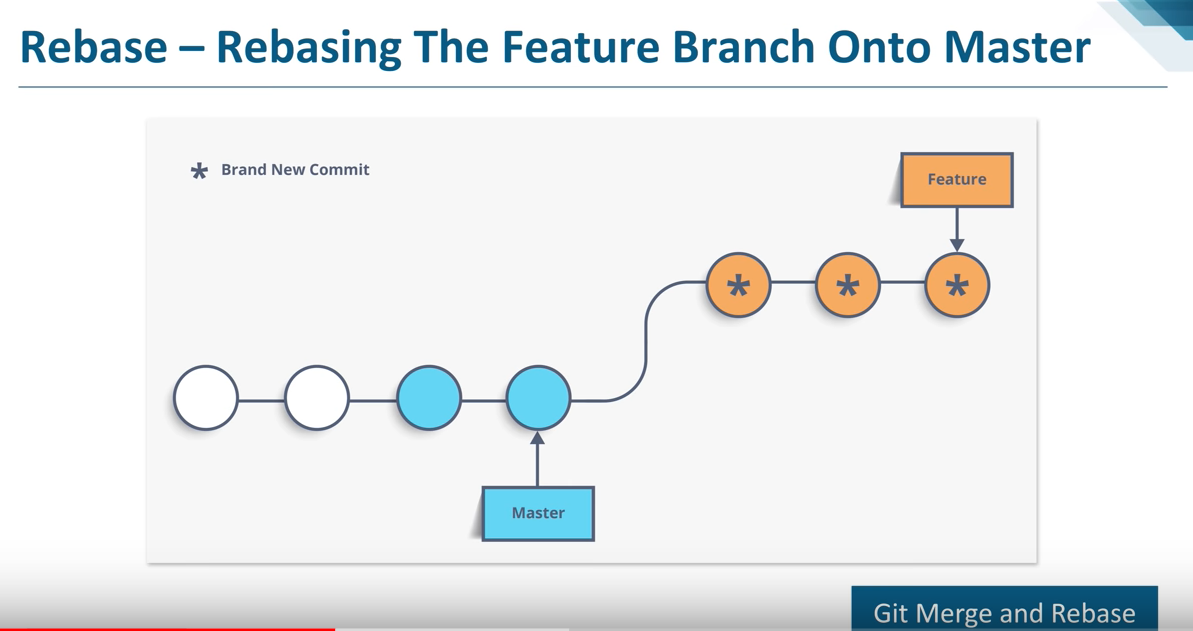 Rebase – Rebasing The Feature Branch Onto Master
* Brand New Commit
Feature
* * *
Master
Git Merge and Rebase